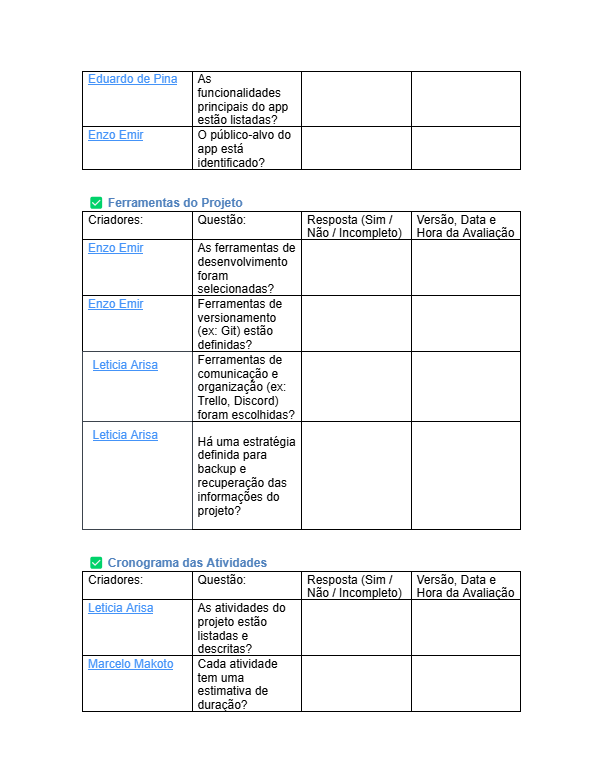 Eduardo de Pina
As
funcionalidades
principais do app
estão listadas?
Enzo Emir
O público-alvo do
app está
identificado?
Ferramentas do Projeto
Criadores:
Questão:
Resposta (Sim /
Não / Incompleto)
Versão, Data e
Hora da Avaliação
Enzo Emir
As ferramentas de
desenvolvimento
foram
selecionadas?
Enzo Emir
Ferramentas de
versionamento
(ex: Git) estão
definidas?
Leticia Arisa
Ferramentas de
comunicação e
organização (ex:
Trello, Discord)
foram escolhidas?
Leticia Arisa
Há uma estratégia
definida para
backup e
recuperação das
informações do
projeto?
Cronograma das Atividades
Criadores:
Questão:
Resposta (Sim /
Não / Incompleto)
Versão, Data e
Hora da Avaliação
Leticia Arisa
As atividades do
projeto estão
listadas e
descritas?
Marcelo Makoto
Cada atividade
tem uma
estimativa de
duração?